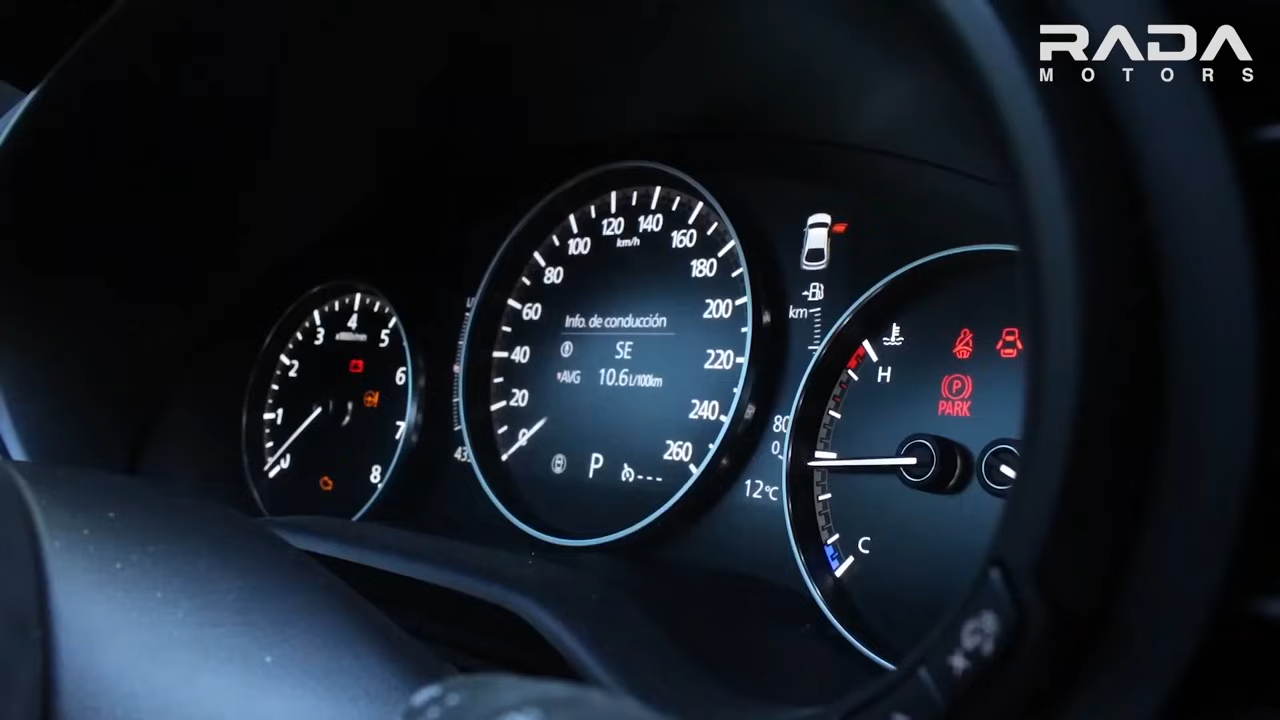 RADA
MOTORS
0
1
2
3
4
5
6
7
8
0
20
40
60
80
100
120
140
160
180
200
220
240
260
km/h
Info. de conducción
SE
AVG 10.6 L/100km
P
---
km
80
0
12°C
H
C
P
PARK